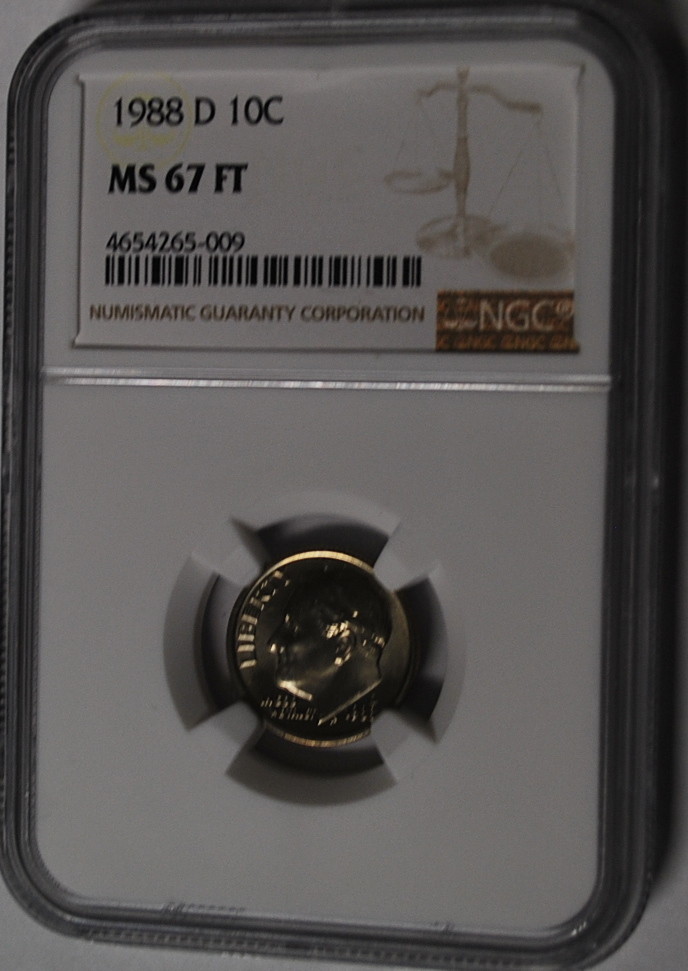 1988 D 10C
MS 67 FT
4654265-009
NUMISMATIC GUARANTY CORPORATION
NGC®
LIBERTY